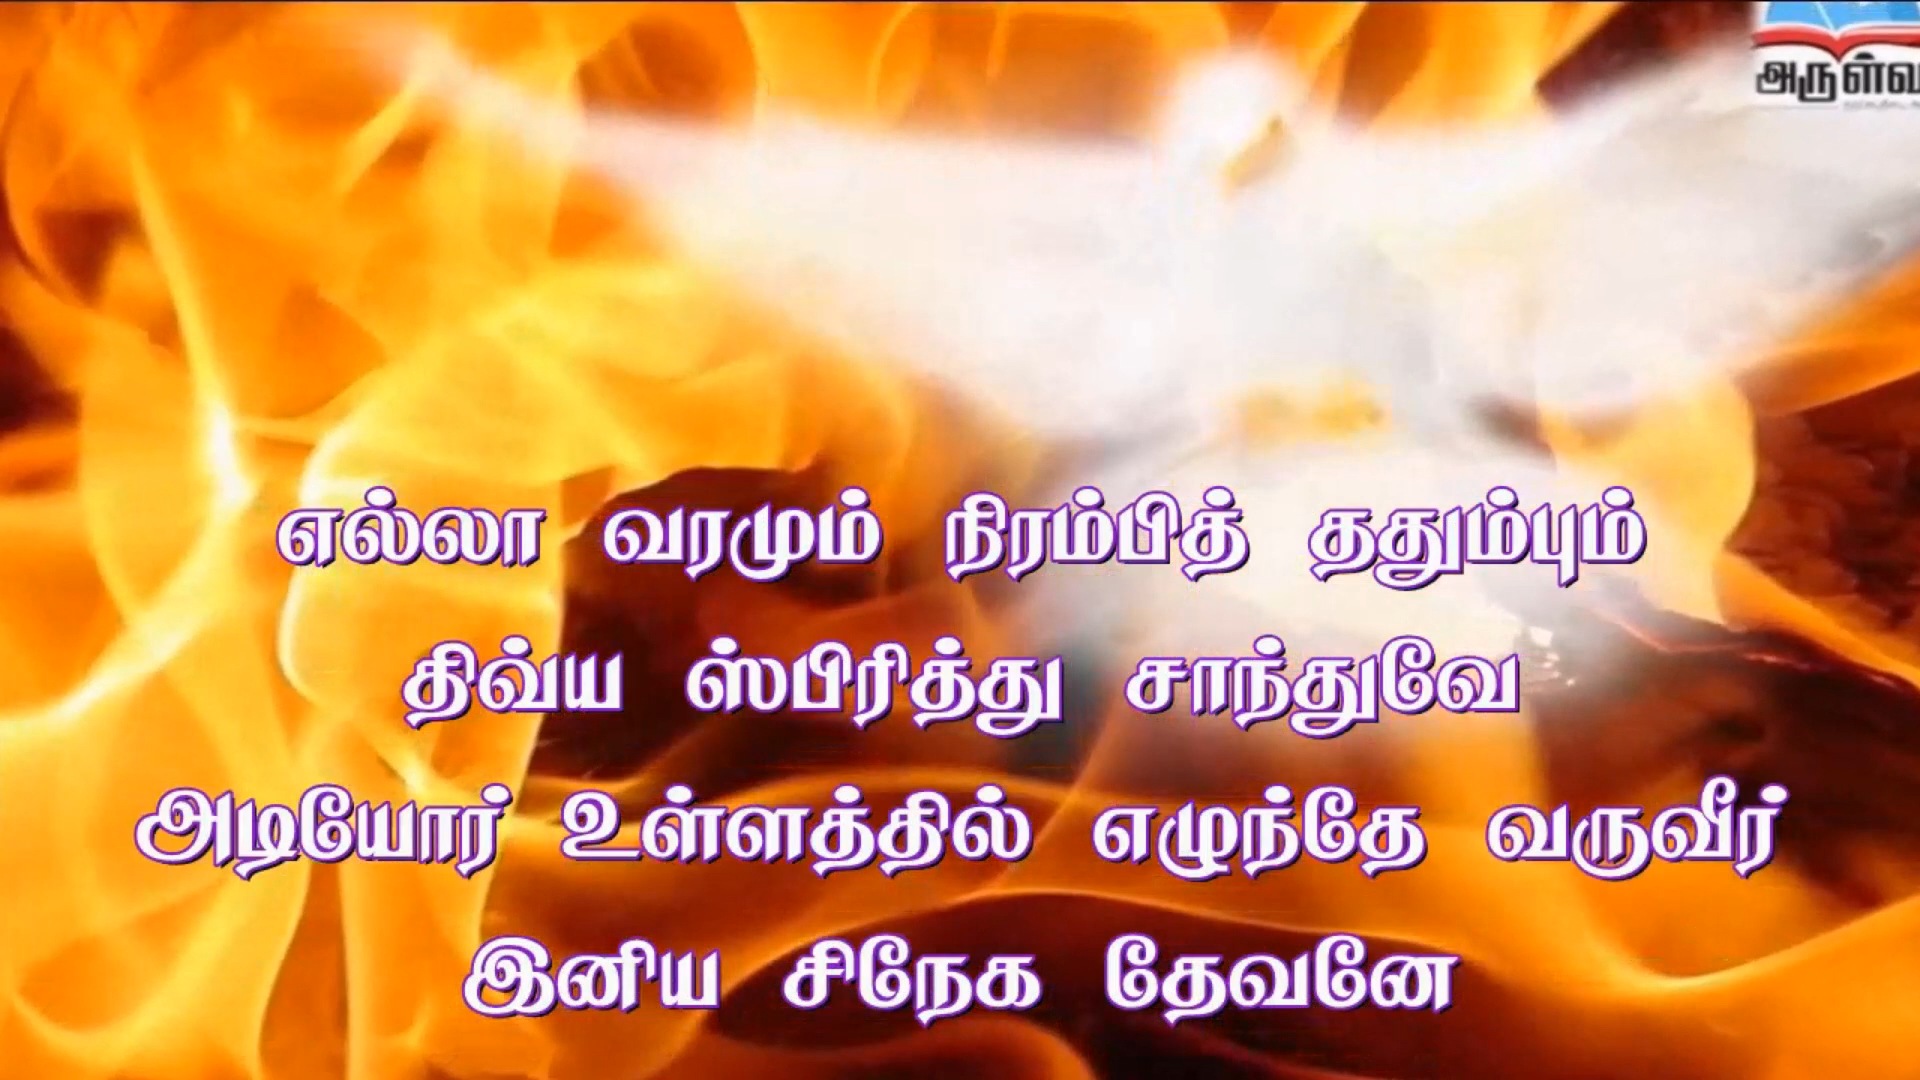 எல்லா வரமும் நிரம்பித் ததும்பும்
திவ்ய ஸ்பிரித்து சாந்துவே
அடியோர் உள்ளத்தில் எழுந்தே வருவீர்
இனிய சிநேக தேவனே